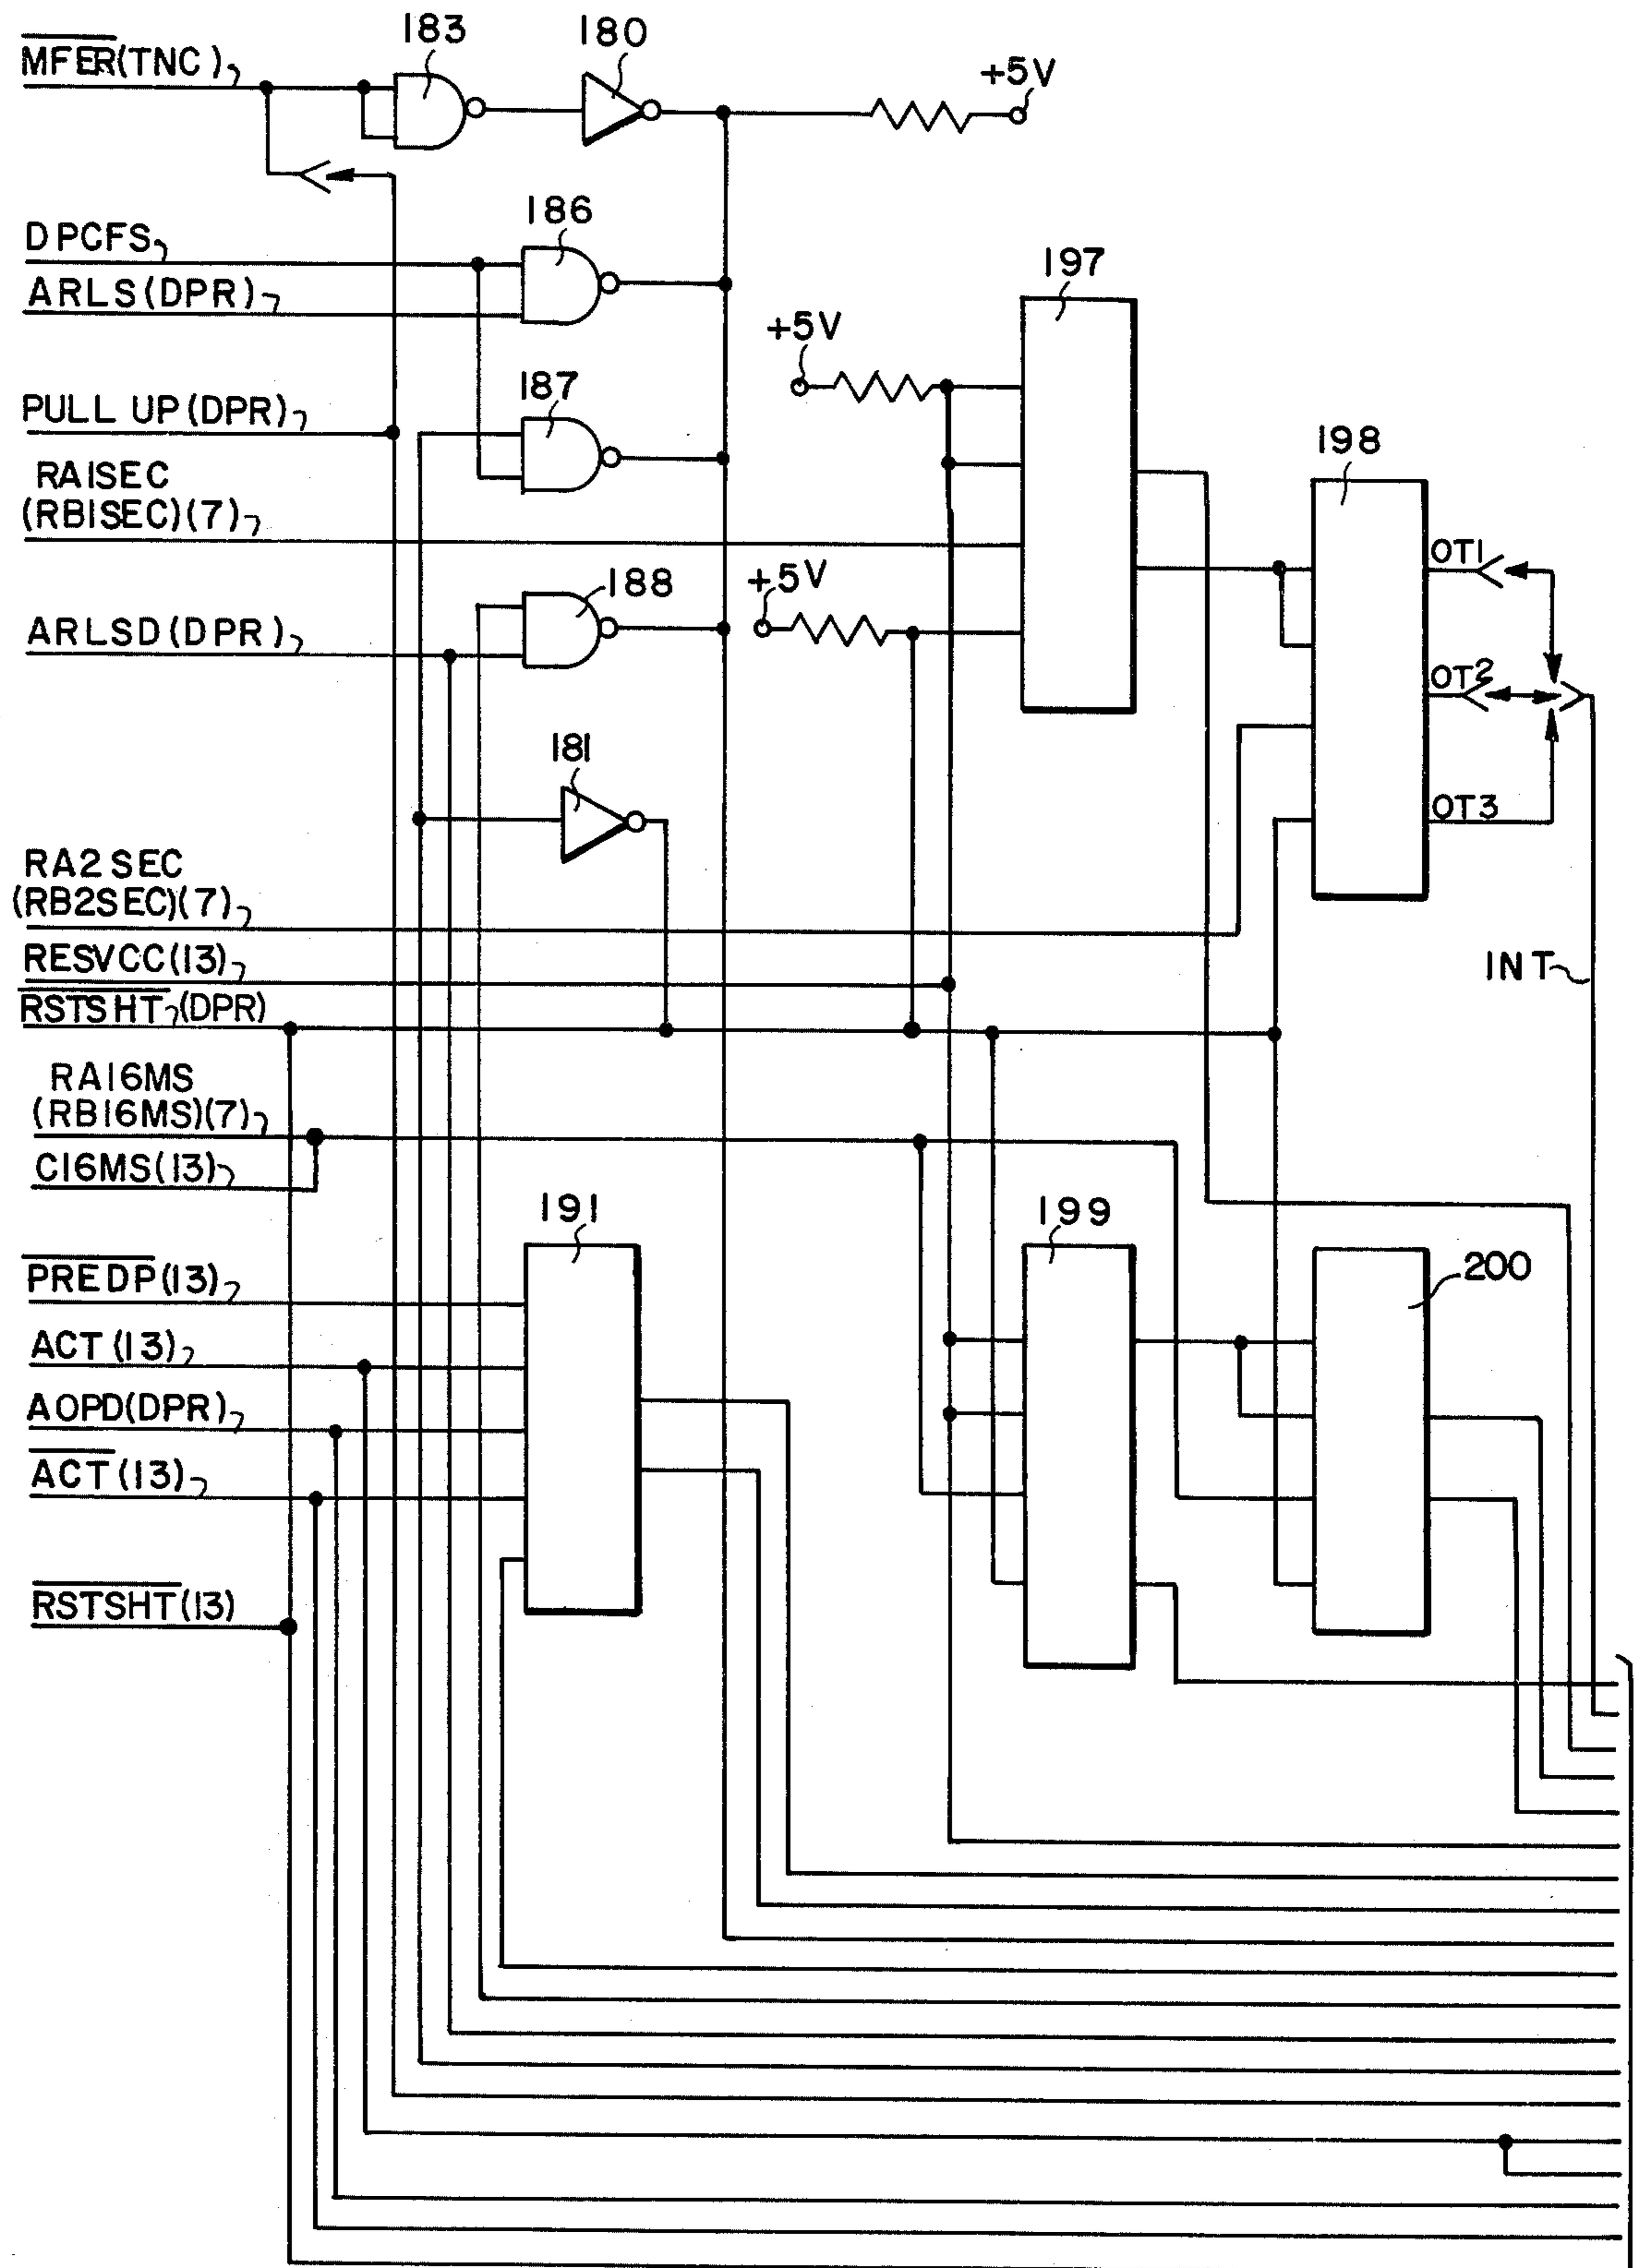 183
180
MFER(TNC)
+5V
186
DPCFS
ARLS(DPR)
197
+5V
187
PULL UP(DPR)
198
RA1SEC
(RB1SEC)(7)
OT1
188
+5V
ARLSD(DPR)
OT2
181
OT3
RA2SEC
(RB2SEC)(7)
RESVCC(13)
INT
RSTSHT(DPR)
RA16MS
(RB16MS)(7)
C16MS(13)
191
199
PREDP(13)
200
ACT(13)
AOPD(DPR)
ACT(13)
RSTSHT(13)